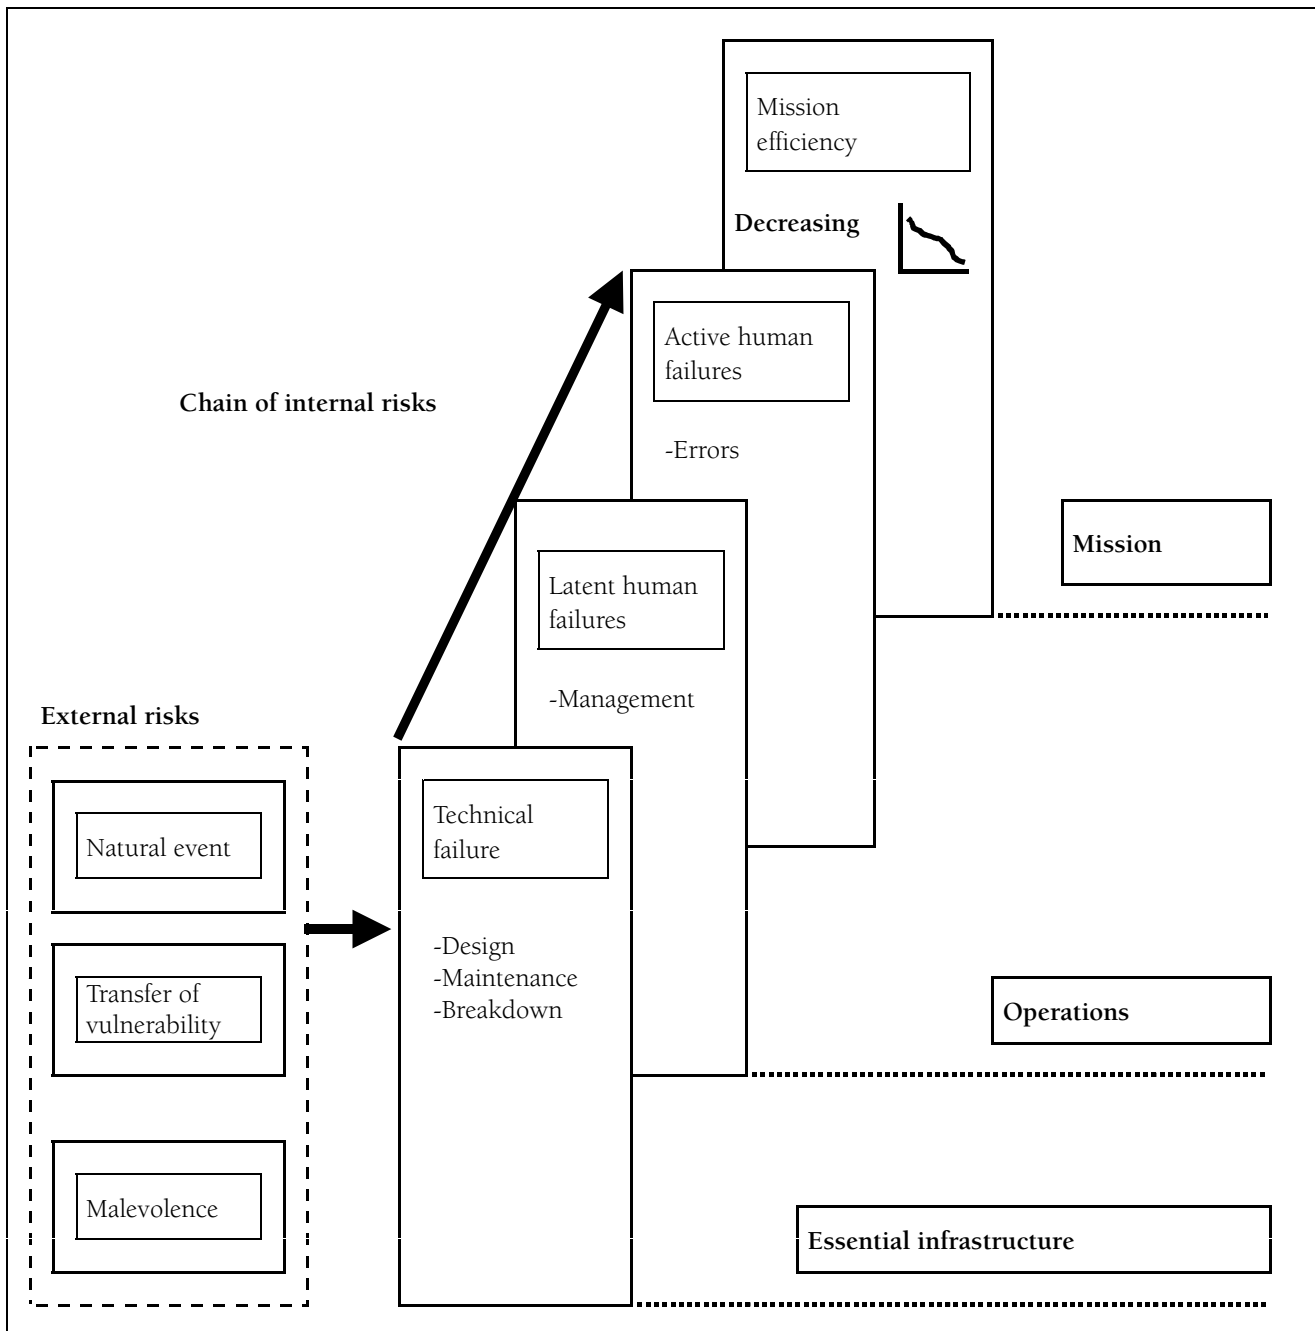 Mission
efficiency
Decreasing
Active human
failures
-Errors
Chain of internal risks
Mission
Latent human
failures
-Management
External risks
Natural event
Transfer of
vulnerability
Malevolence
Technical
failure
-Design
-Maintenance
-Breakdown
Operations
Essential infrastructure